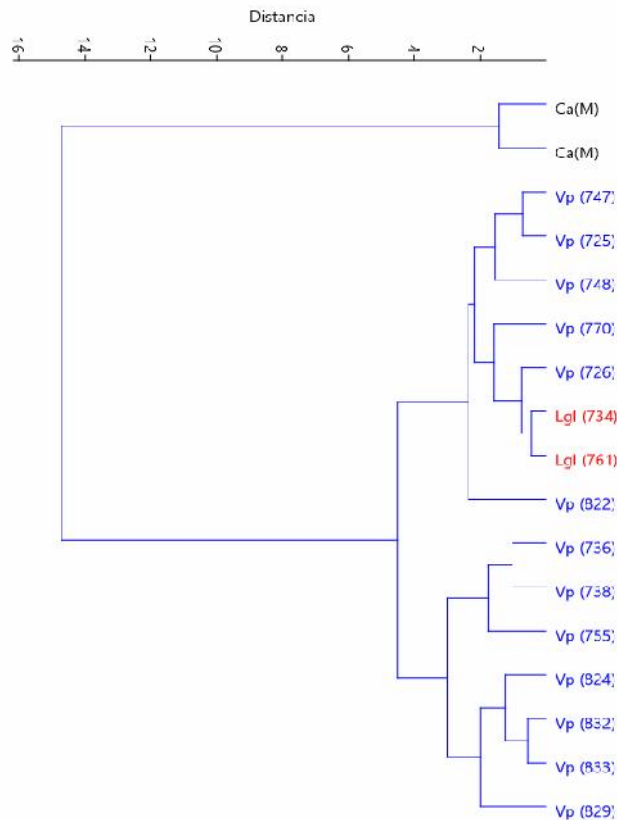 Distancia
16 14 12 10 8 6 4 2
Ca(M)
Ca(M)
Vp (747)
Vp (725)
Vp (748)
Vp (770)
Vp (726)
Lgl (734)
Lgl (761)
Vp (822)
Vp (736)
Vp (738)
Vp (755)
Vp (824)
Vp (832)
Vp (833)
Vp (829)